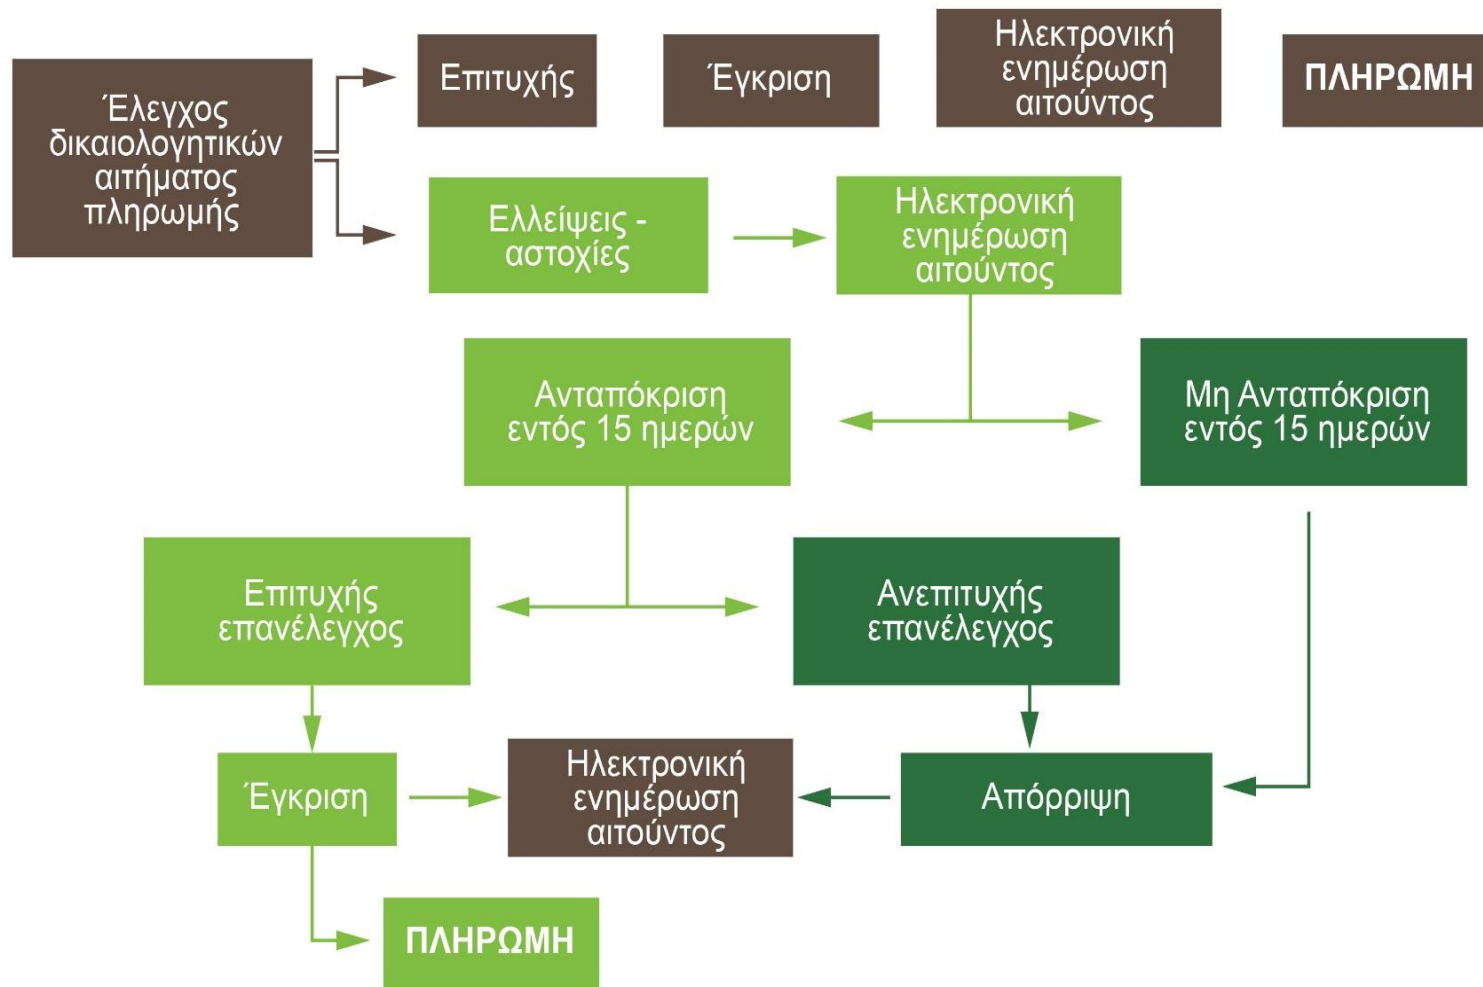 Έλεγχος
δικαιολογητικών
αιτήματος
πληρωμής
Επιτυχής
Έγκριση
Ηλεκτρονική
ενημέρωση
αιτούντος
ΠΛΗΡΩΜΗ
Ελλείψεις -
αστοχίες
Ηλεκτρονική
ενημέρωση
αιτούντος
Ανταπόκριση
εντός 15 ημερών
Μη Ανταπόκριση
εντός 15 ημερών
Επιτυχής
επανέλεγχος
Ανεπιτυχής
επανέλεγχος
Έγκριση
Ηλεκτρονική
ενημέρωση
αιτούντος
Απόρριψη
ΠΛΗΡΩΜΗ